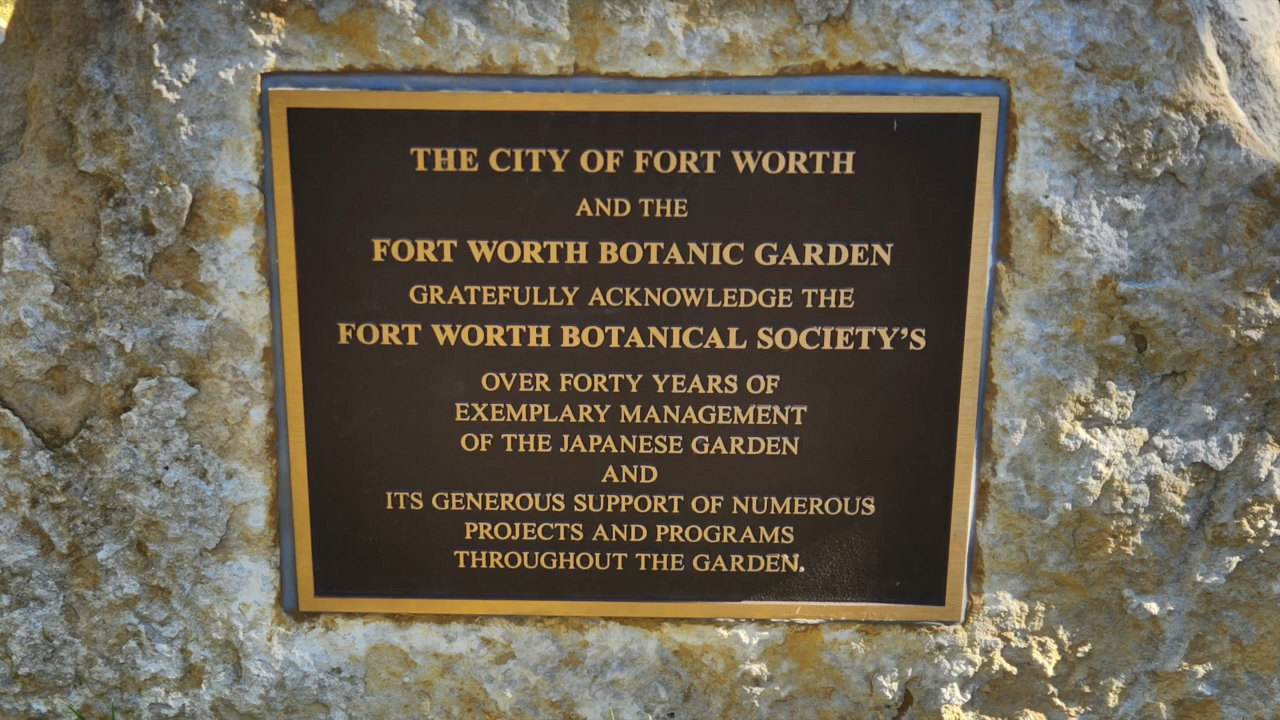 THE CITY OF FORT WORTH
AND THE
FORT WORTH BOTANIC GARDEN
GRATEFULLY ACKNOWLEDGE THE
FORT WORTH BOTANICAL SOCIETY'S
OVER FORTY YEARS OF
EXEMPLARY MANAGEMENT
OF THE JAPANESE GARDEN
AND
ITS GENEROUS SUPPORT OF NUMEROUS
PROJECTS AND PROGRAMS
THROUGHOUT THE GARDEN.